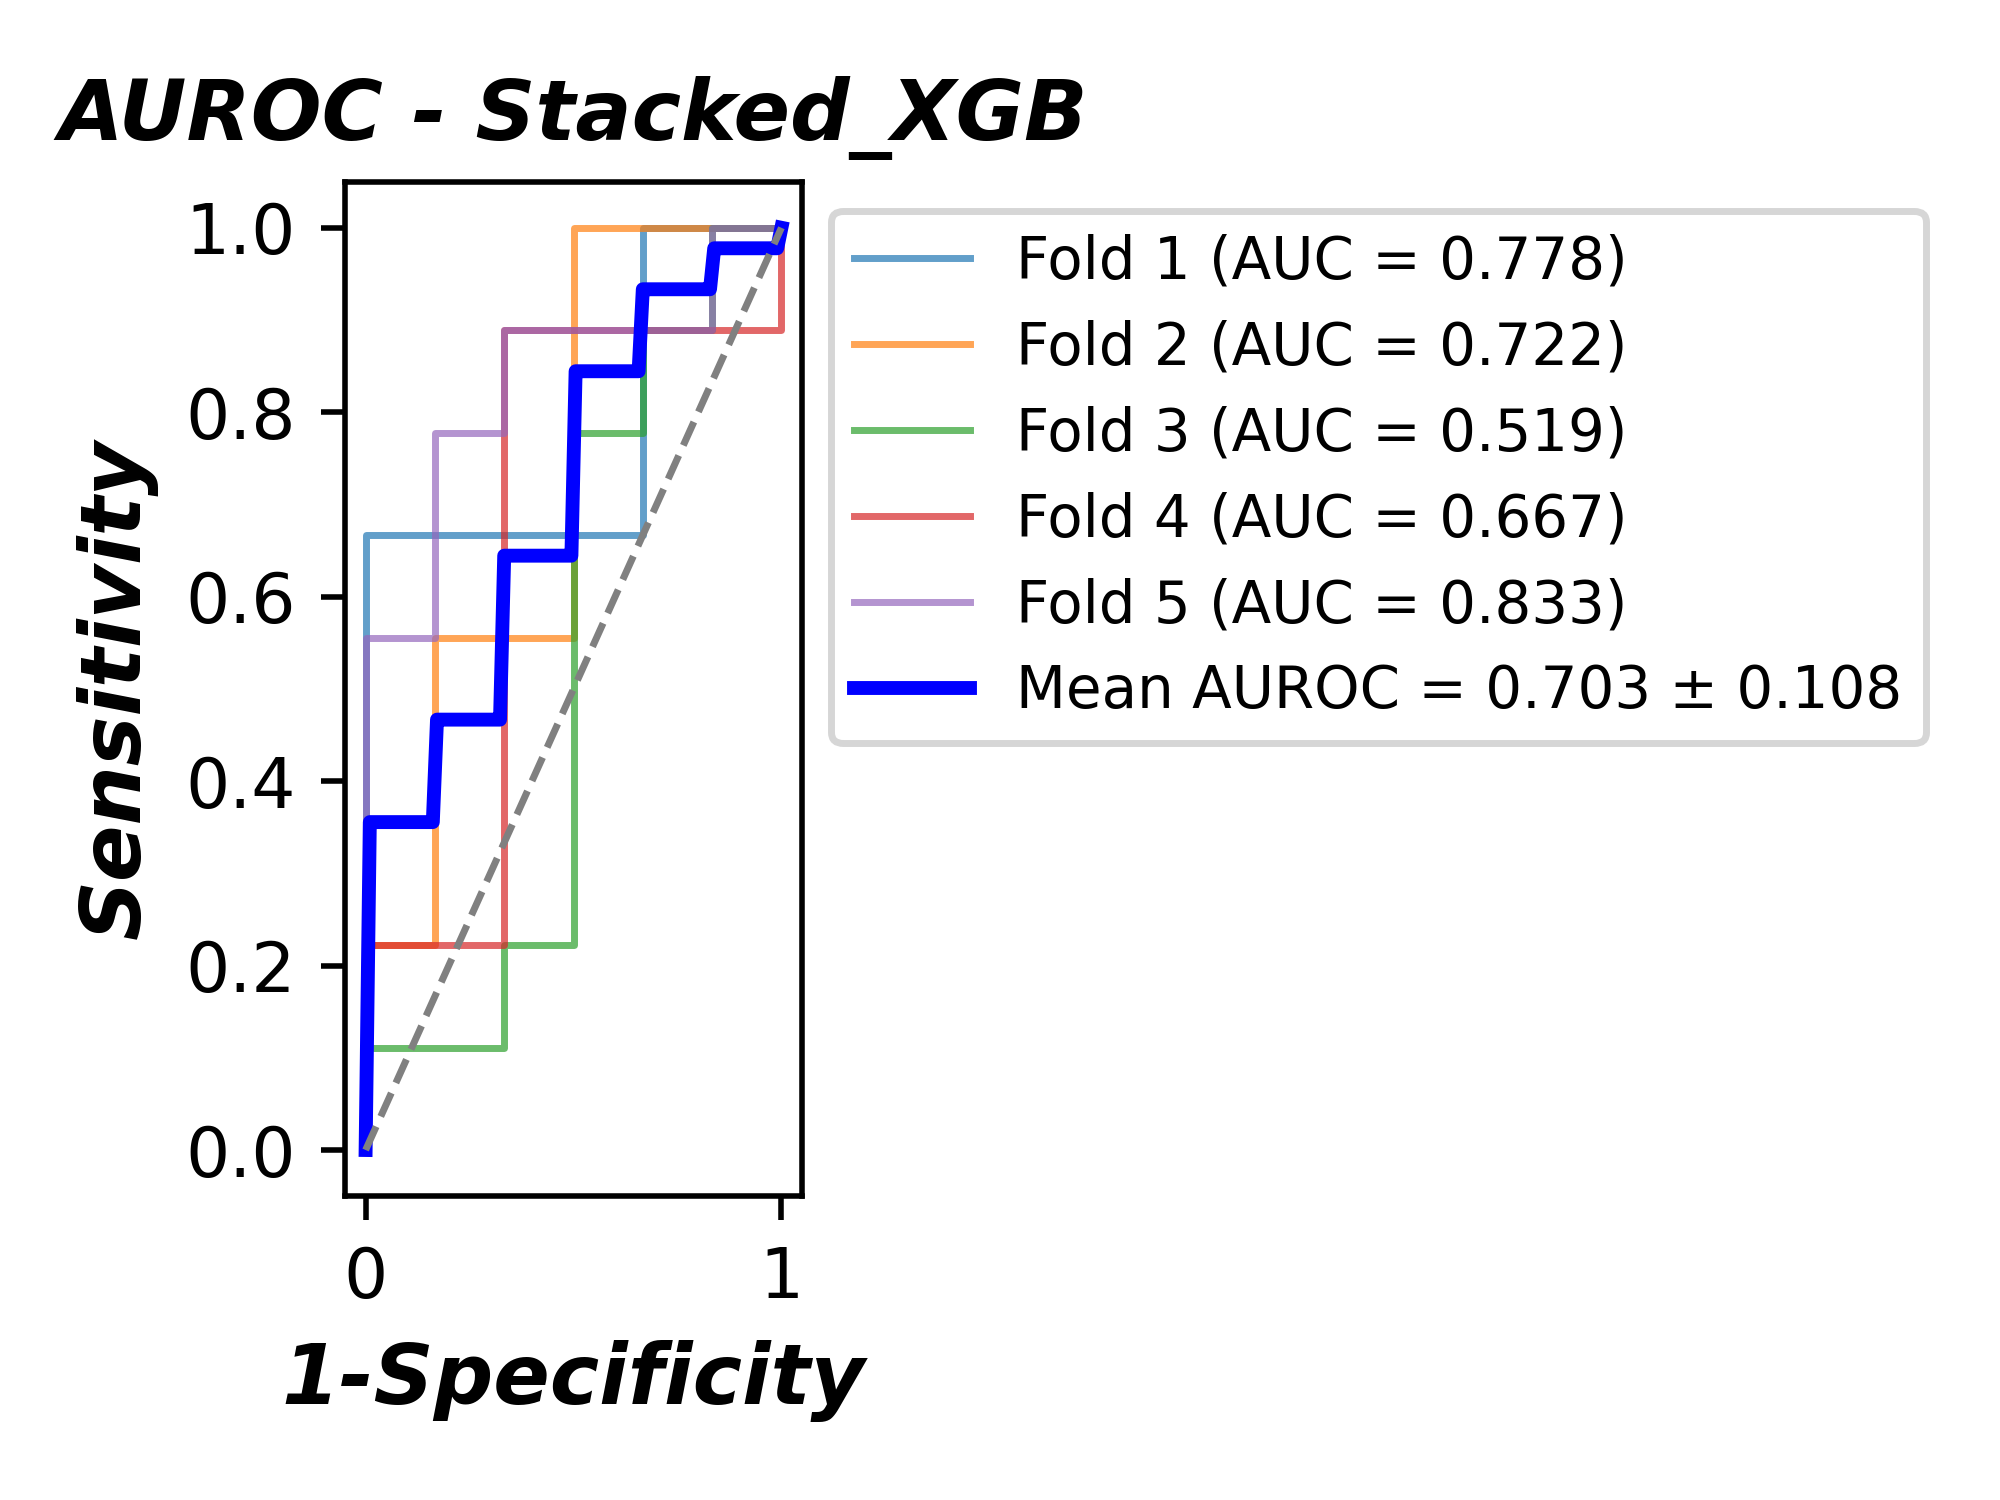 AUROC - Stacked_XGB
Sensitivity
1.0
0.8
0.6
0.4
0.2
0.0
0 1
1-Specificity
Fold 1 (AUC = 0.778)
Fold 2 (AUC = 0.722)
Fold 3 (AUC = 0.519)
Fold 4 (AUC = 0.667)
Fold 5 (AUC = 0.833)
Mean AUROC = 0.703 ± 0.108